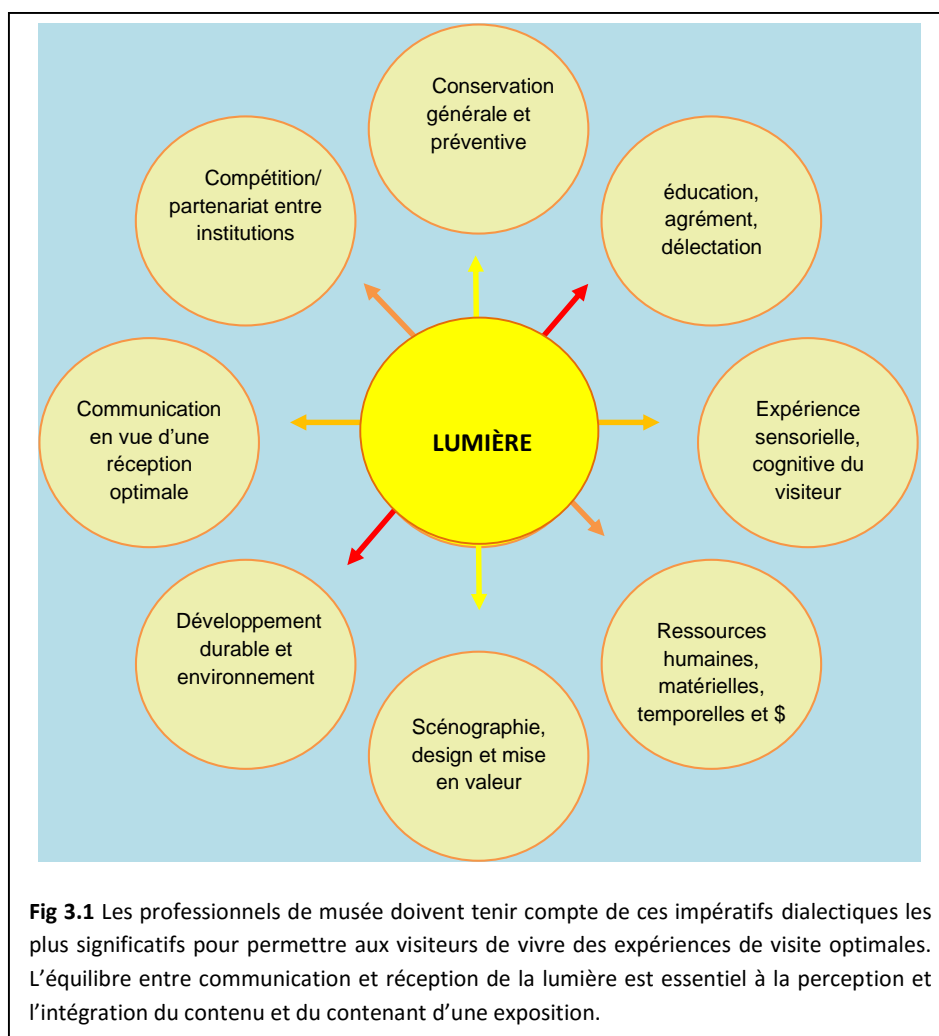 Conservation
générale et
préventive
éducation,
agrément,
délectation
Compétition/
partenariat entre
institutions
Communication
en vue d’une
réception
optimale
LUMIÈRE
Expérience
sensorielle,
cognitive du
visiteur
Développement
durable et
environnement
Ressources
humaines,
matérielles,
temporelles et $
Scénographie,
design et mise
en valeur
Fig 3.1 Les professionnels de musée doivent tenir compte de ces impératifs dialectiques les
plus significatifs pour permettre aux visiteurs de vivre des expériences de visite optimales.
L’équilibre entre communication et réception de la lumière est essentiel à la perception et
l’intégration du contenu et du contenant d’une exposition.